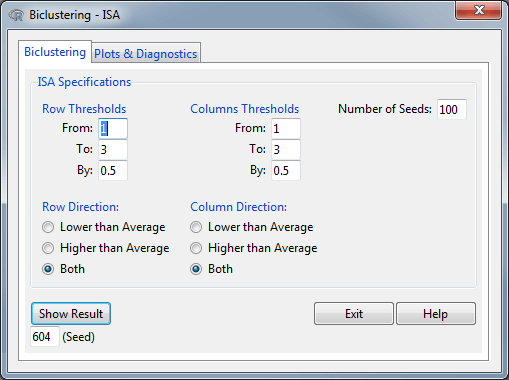 Biclustering - ISA
Biclustering Plots & Diagnostics
ISA Specifications
Row Thresholds Columns Thresholds Number of Seeds: 100
From: 1 From: 1
To: 3 To: 3
By: 0.5 By: 0.5
Row Direction: Column Direction:
Lower than Average Lower than Average
Higher than Average Higher than Average
Both Both
Show Result Exit Help
604 (Seed)